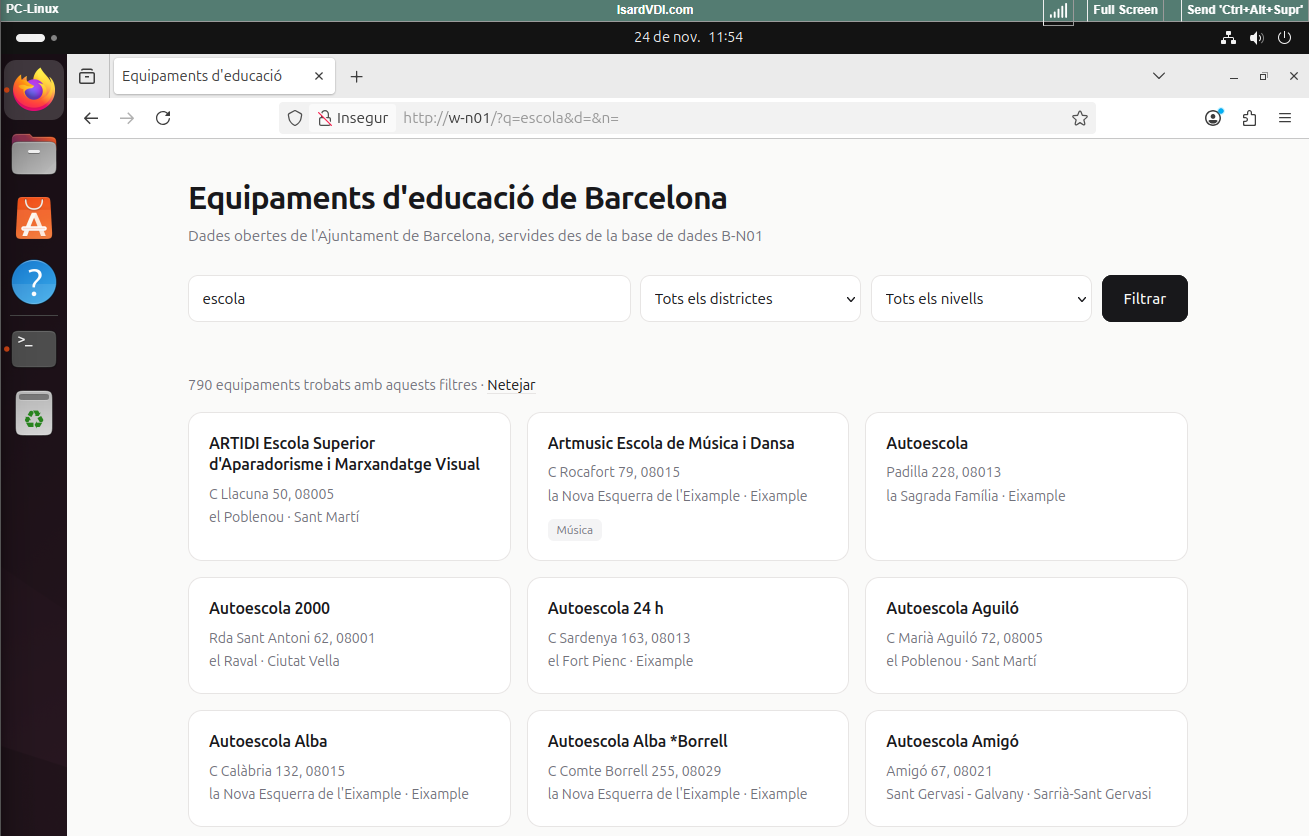 PC-Linux
IsardVDI.com
Full Screen
Send 'Ctrl+Alt+Supr'
24 de nov. 11:54
Equipaments d'educació
Insegur
http://w-n01/?q=escola&d=&n=
Equipaments d'educació de Barcelona
Dades obertes de l'Ajuntament de Barcelona, servides des de la base de dades B-N01
escola
Tots els districtes
Tots els nivells
Filtrar
790 equipaments trobats amb aquests filtres · Netejar
ARTIDI Escola Superior
d'Aparadorisme i Marxandatge Visual
C Llacuna 50, 08005
el Poblenou · Sant Martí
Artmusic Escola de Música i Dansa
C Rocafort 79, 08015
la Nova Esquerra de l'Eixample · Eixample
Música
Autoescola
Padilla 228, 08013
la Sagrada Família · Eixample
Autoescola 2000
Rda Sant Antoni 62, 08001
el Raval · Ciutat Vella
Autoescola 24 h
C Sardenya 163, 08013
el Fort Pienc · Eixample
Autoescola Aguiló
C Marià Aguiló 72, 08005
el Poblenou · Sant Martí
Autoescola Alba
C Calàbria 132, 08015
la Nova Esquerra de l'Eixample · Eixample
Autoescola Alba *Borrell
C Comte Borrell 255, 08029
la Nova Esquerra de l'Eixample · Eixample
Autoescola Amigó
Amigó 67, 08021
Sant Gervasi - Galvany · Sarrià-Sant Gervasi